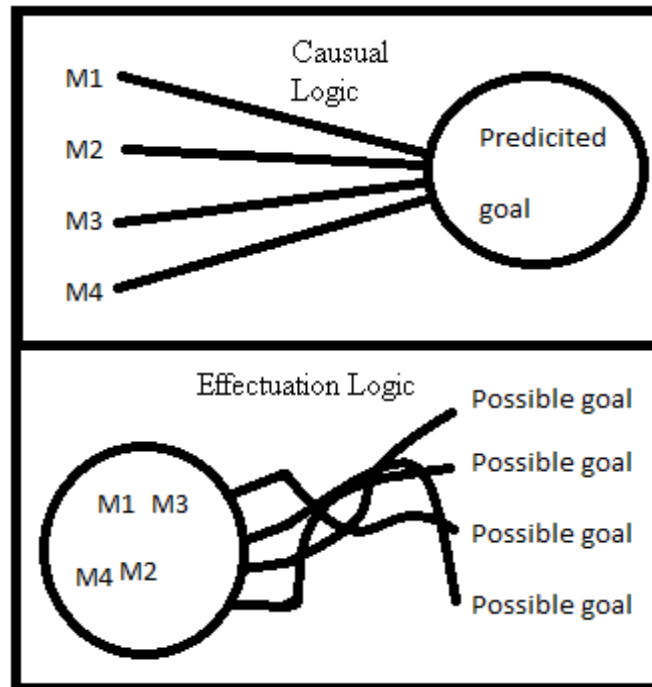 Causual
Logic
M1
M2
M3
M4
Predicited
goal
Effectuation Logic
M1 M3
M4 M2
Possible goal
Possible goal
Possible goal
Possible goal